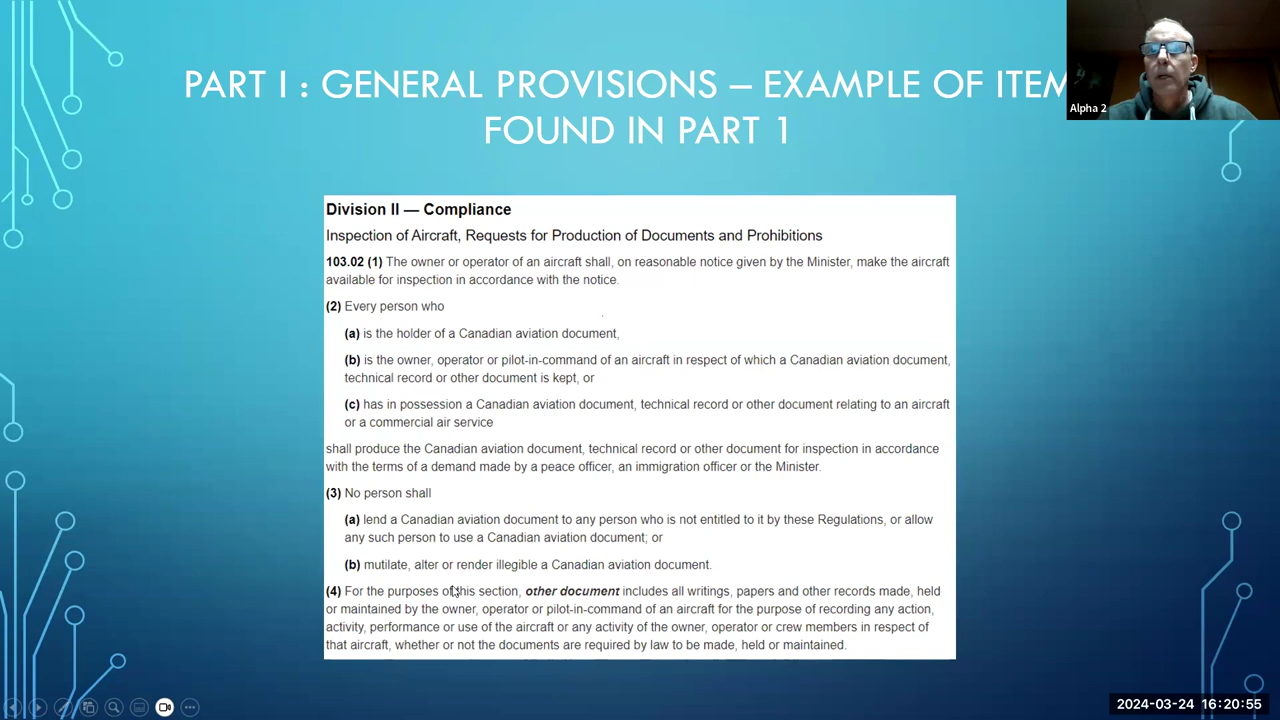 PART I : GENERAL PROVISIONS – EXAMPLE OF ITEM
FOUND IN PART 1
Alpha 2
Division II — Compliance
Inspection of Aircraft, Requests for Production of Documents and Prohibitions
103.02 (1) The owner or operator of an aircraft shall, on reasonable notice given by the Minister, make the aircraft
available for inspection in accordance with the notice.
(2) Every person who
(a) is the holder of a Canadian aviation document,
(b) is the owner, operator or pilot-in-command of an aircraft in respect of which a Canadian aviation document,
technical record or other document is kept, or
(c) has in possession a Canadian aviation document, technical record or other document relating to an aircraft
or a commercial air service
shall produce the Canadian aviation document, technical record or other document for inspection in accordance
with the terms of a demand made by a peace officer, an immigration officer or the Minister.
(3) No person shall
(a) lend a Canadian aviation document to any person who is not entitled to it by these Regulations, or allow
any such person to use a Canadian aviation document; or
(b) mutilate, alter or render illegible a Canadian aviation document.
(4) For the purposes of this section, other document includes all writings, papers and other records made, held
or maintained by the owner, operator or pilot-in-command of an aircraft for the purpose of recording any action,
activity, performance or use of the aircraft or any activity of the owner, operator or crew members in respect of
that aircraft, whether or not the documents are required by law to be made, held or maintained.
2024-03-24 16:20:55